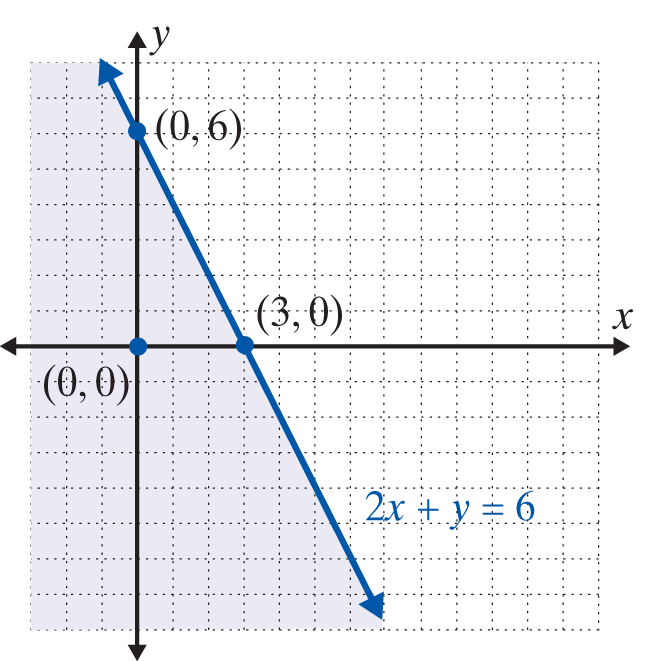 y
(0, 6)
(3, 0)
x
(0, 0)
2x + y = 6